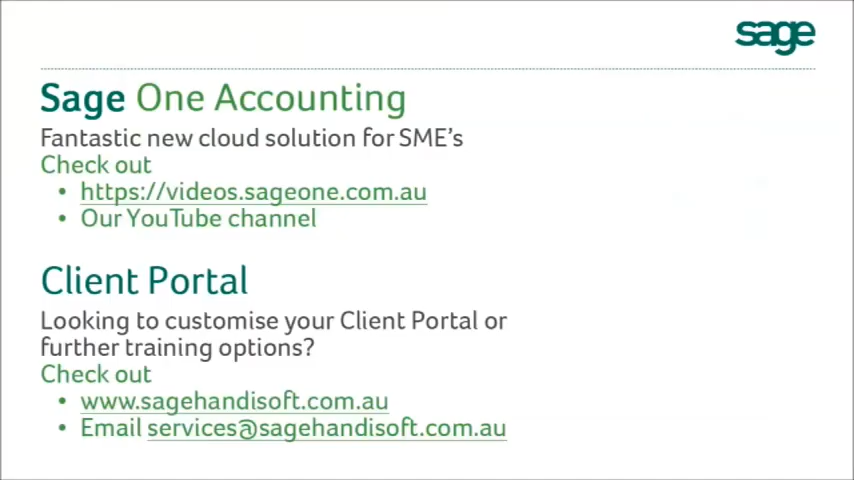 sage
Sage One Accounting
Fantastic new cloud solution for SME's
Check out
• https://videos.sageone.com.au
• Our YouTube channel
Client Portal
Looking to customise your Client Portal or
further training options?
Check out
• www.sagehandisoft.com.au
• Email services@sagehandisoft.com.au